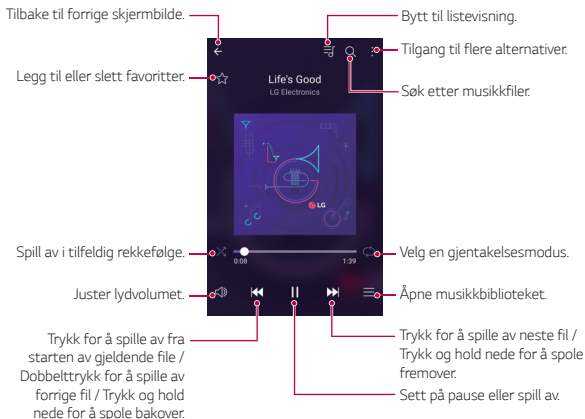 Tilbake til forrige skjermbilde.
Bytt til listevisning.
Tilgang til flere alternativer.
Legg til eller slett favoritter.
Life's Good
LG Electronics
Søk etter musikkfiler.
LG
Spill av i tilfeldig rekkefølge.
Velg en gjentakelsesmodus.
0:08
1:39
Juster lydvolumet.
Åpne musikkbiblioteket.
Trykk for å spille av fra
starten av gjeldende file /
Dobbelttrykk for å spille av
forrige fil / Trykk og hold
nede for å spole bakover.
Trykk for å spille av neste fil /
Trykk og hold nede for å spole
fremover.
Sett på pause eller spill av.